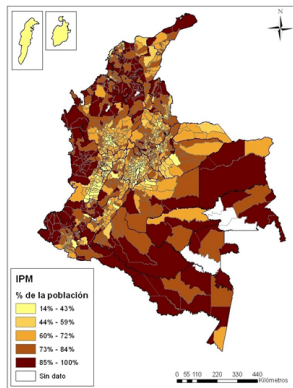 N
IPM
% de la población
14% - 43%
44% - 59%
60% - 72%
73% - 84%
85% - 100%
Sin dato
0 55 110 220 330 440
Kilómetros